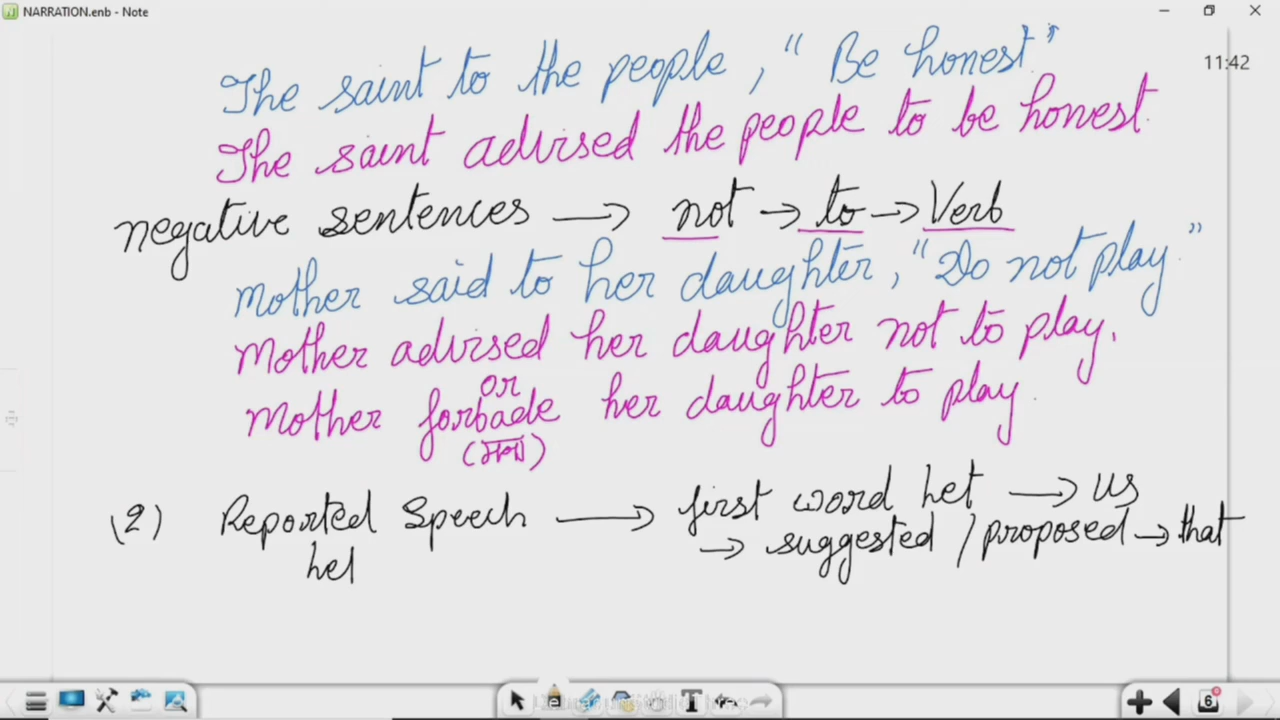 NARRATION.enb - Note
11:42
The saint to the people, "Be honest"
The saint advised the people to be honest.
negative sentences → not → to → Verb
Mother said to her daughter, "Do not play."
Mother advised her daughter not to play.
or
Mother forbade her daughter to play.
(मना)
(2) Reported Speech → first word let → us
→ suggested / proposed → that
let
6